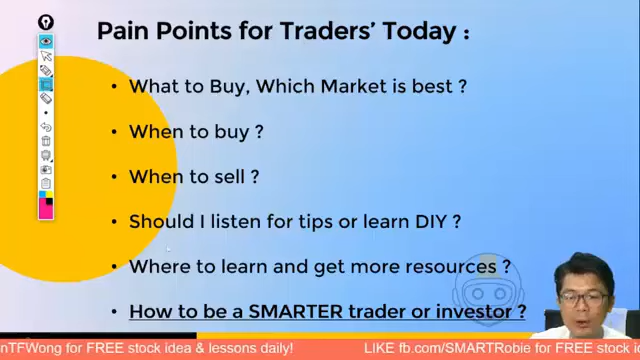 Pain Points for Traders’ Today :
• What to Buy, Which Market is best ?
• When to buy ?
• When to sell ?
• Should I listen for tips or learn DIY ?
• Where to learn and get more resources ?
• How to be a SMARTER trader or investor ?
nTFWong for FREE stock idea & lessons daily! LIKE fb.com/SMARTRobie for FREE stock id